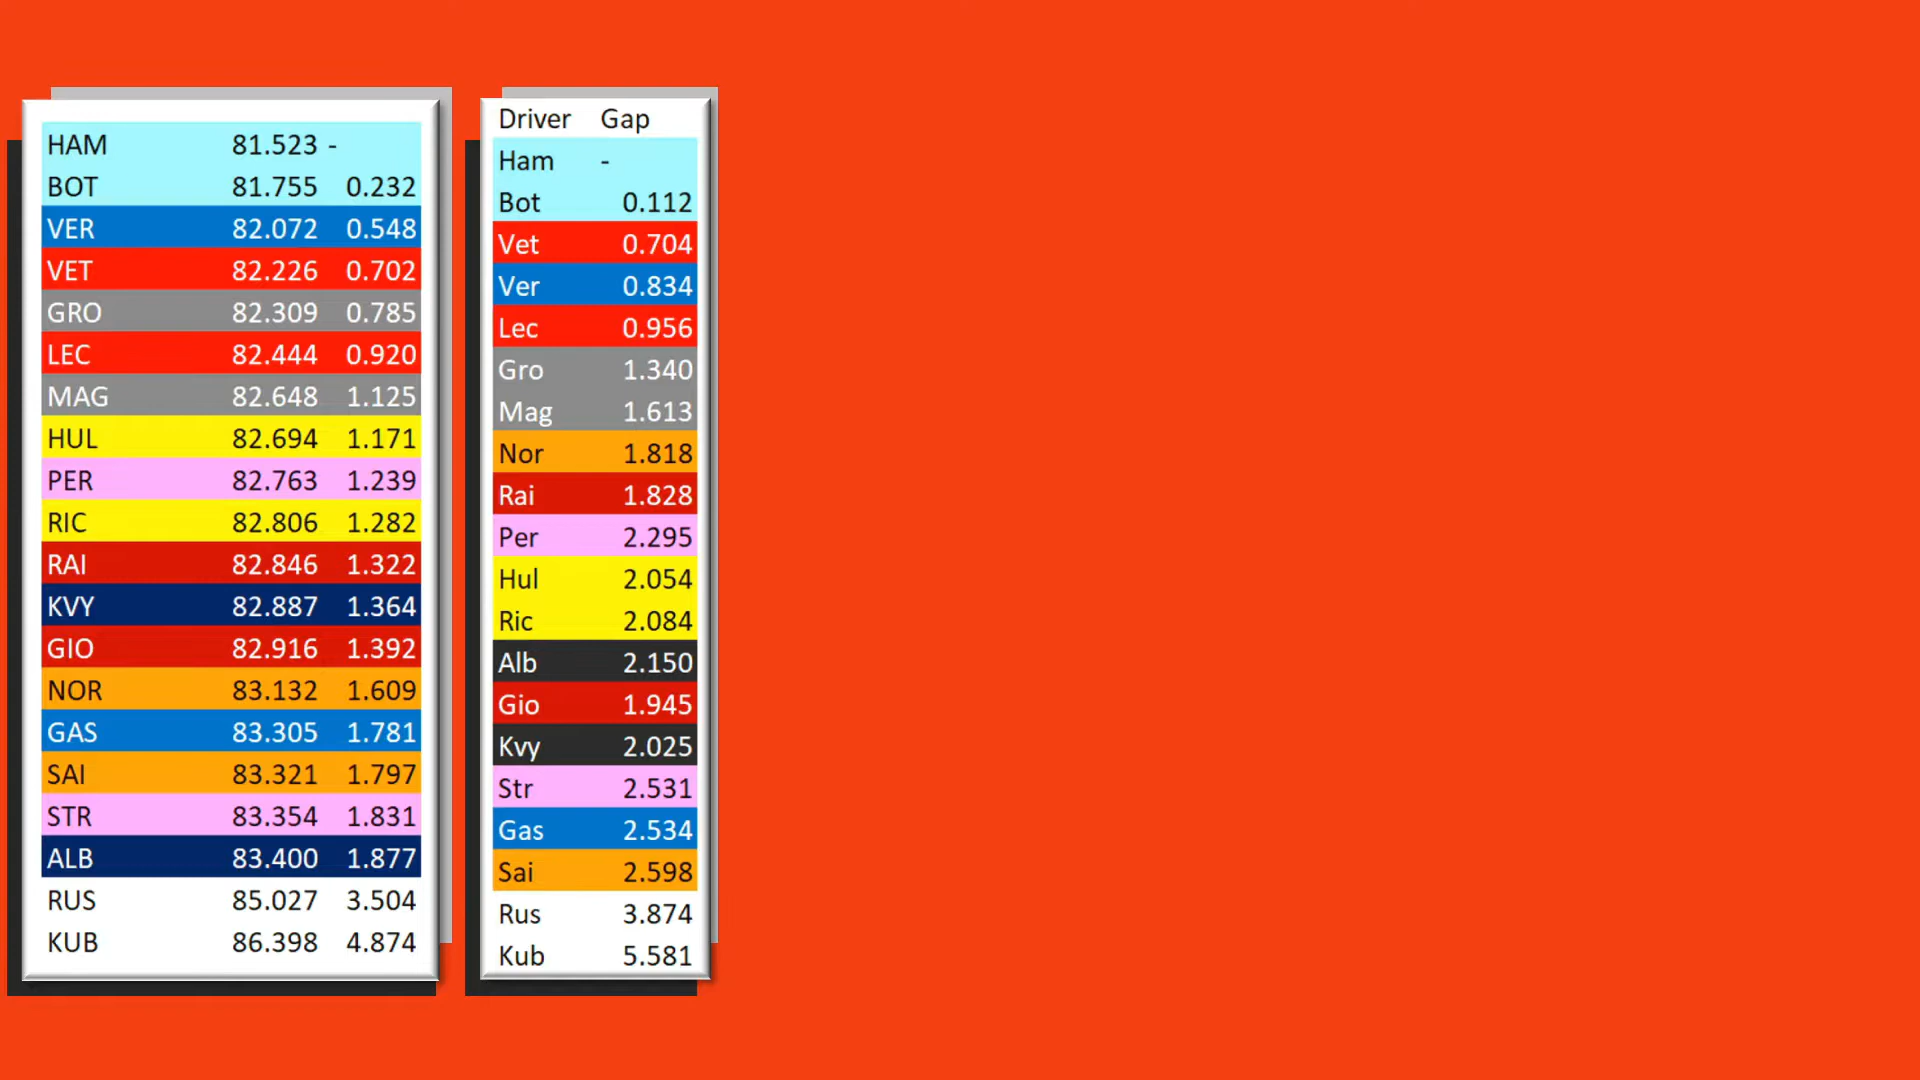 HAM 81.523 -
BOT 81.755 0.232
VER 82.072 0.548
VET 82.226 0.702
GRO 82.309 0.785
LEC 82.444 0.920
MAG 82.648 1.125
HUL 82.694 1.171
PER 82.763 1.239
RIC 82.806 1.282
RAI 82.846 1.322
KVY 82.887 1.364
GIO 82.916 1.392
NOR 83.132 1.609
GAS 83.305 1.781
SAI 83.321 1.797
STR 83.354 1.831
ALB 83.400 1.877
RUS 85.027 3.504
KUB 86.398 4.874
Driver Gap
Ham -
Bot 0.112
Vet 0.704
Ver 0.834
Lec 0.956
Gro 1.340
Mag 1.613
Nor 1.818
Rai 1.828
Per 2.295
Hul 2.054
Ric 2.084
Alb 2.150
Gio 1.945
Kvy 2.025
Str 2.531
Gas 2.534
Sai 2.598
Rus 3.874
Kub 5.581